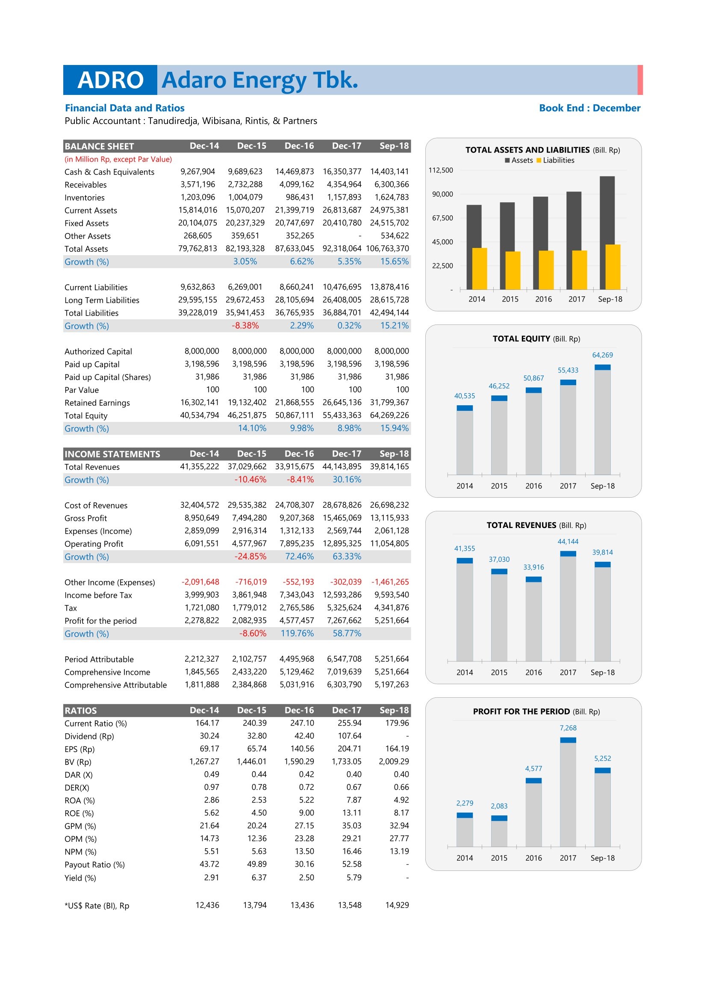 ADRO Adaro Energy Tbk.
Financial Data and Ratios Book End : December
Public Accountant : Tanudiredja, Wibisana, Rintis, & Partners
BALANCE SHEET Dec-14 Dec-15 Dec-16 Dec-17 Sep-18
(in Million Rp, except Par Value)
Cash & Cash Equivalents 9,267,904 9,689,623 14,469,873 16,350,377 14,403,141
Receivables 3,571,196 2,732,288 4,099,162 4,354,964 6,300,366
Inventories 1,203,096 1,004,079 986,431 1,157,893 1,624,783
Current Assets 15,814,016 15,070,207 21,399,719 26,813,687 24,975,381
Fixed Assets 20,104,075 20,237,329 20,747,697 20,410,780 24,515,702
Other Assets 268,605 359,651 352,265 - 534,622
Total Assets 79,762,813 82,193,328 87,633,045 92,318,064 106,763,370
Growth (%) 3.05% 6.62% 5.35% 15.65%
Current Liabilities 9,632,863 6,269,001 8,660,241 10,476,695 13,878,416
Long Term Liabilities 29,595,155 29,672,453 28,105,694 26,408,005 28,615,728
Total Liabilities 39,228,019 35,941,453 36,765,935 36,884,701 42,494,144
Growth (%) -8.38% 2.29% 0.32% 15.21%
Authorized Capital 8,000,000 8,000,000 8,000,000 8,000,000 8,000,000
Paid up Capital 3,198,596 3,198,596 3,198,596 3,198,596 3,198,596
Paid up Capital (Shares) 31,986 31,986 31,986 31,986 31,986
Par Value 100 100 100 100 100
Retained Earnings 16,302,141 19,132,402 21,868,555 26,645,136 31,799,367
Total Equity 40,534,794 46,251,875 50,867,111 55,433,363 64,269,226
Growth (%) 14.10% 9.98% 8.98% 15.94%
INCOME STATEMENTS Dec-14 Dec-15 Dec-16 Dec-17 Sep-18
Total Revenues 41,355,222 37,029,662 33,915,675 44,143,895 39,814,165
Growth (%) -10.46% -8.41% 30.16%
Cost of Revenues 32,404,572 29,535,382 24,708,307 28,678,826 26,698,232
Gross Profit 8,950,649 7,494,280 9,207,368 15,465,069 13,115,933
Expenses (Income) 2,859,099 2,916,314 1,312,133 2,569,744 2,061,128
Operating Profit 6,091,551 4,577,967 7,895,235 12,895,325 11,054,805
Growth (%) -24.85% 72.46% 63.33%
Other Income (Expenses) -2,091,648 -716,019 -552,193 -302,039 -1,461,265
Income before Tax 3,999,903 3,861,948 7,343,043 12,593,286 9,593,540
Tax 1,721,080 1,779,012 2,765,586 5,325,624 4,341,876
Profit for the period 2,278,822 2,082,935 4,577,457 7,267,662 5,251,664
Growth (%) -8.60% 119.76% 58.77%
Period Attributable 2,212,327 2,102,757 4,495,968 6,547,708 5,251,664
Comprehensive Income 1,845,565 2,433,220 5,129,462 7,019,639 5,251,664
Comprehensive Attributable 1,811,888 2,384,868 5,031,916 6,303,790 5,197,263
RATIOS Dec-14 Dec-15 Dec-16 Dec-17 Sep-18
Current Ratio (%) 164.17 240.39 247.10 255.94 179.96
Dividend (Rp) 30.24 32.80 42.40 107.64 -
EPS (Rp) 69.17 65.74 140.56 204.71 164.19
BV (Rp) 1,267.27 1,446.01 1,590.29 1,733.05 2,009.29
DAR (X) 0.49 0.44 0.42 0.40 0.40
DER(X) 0.97 0.78 0.72 0.67 0.66
ROA (%) 2.86 2.53 5.22 7.87 4.92
ROE (%) 5.62 4.50 9.00 13.11 8.17
GPM (%) 21.64 20.24 27.15 35.03 32.94
OPM (%) 14.73 12.36 23.28 29.21 27.77
NPM (%) 5.51 5.63 13.50 16.46 13.19
Payout Ratio (%) 43.72 49.89 30.16 52.58 -
Yield (%) 2.91 6.37 2.50 5.79 -
*US$ Rate (BI), Rp 12,436 13,794 13,436 13,548 14,929
TOTAL ASSETS AND LIABILITIES (Bill. Rp)
Assets Liabilities
112,500
90,000
67,500
45,000
22,500
-
2014 2015 2016 2017 Sep-18
TOTAL EQUITY (Bill. Rp)
40,535 46,252 50,867 55,433 64,269
2014 2015 2016 2017 Sep-18
TOTAL REVENUES (Bill. Rp)
41,355 37,030 33,916 44,144 39,814
2014 2015 2016 2017 Sep-18
PROFIT FOR THE PERIOD (Bill. Rp)
2,279 2,083 4,577 7,268 5,252
2014 2015 2016 2017 Sep-18